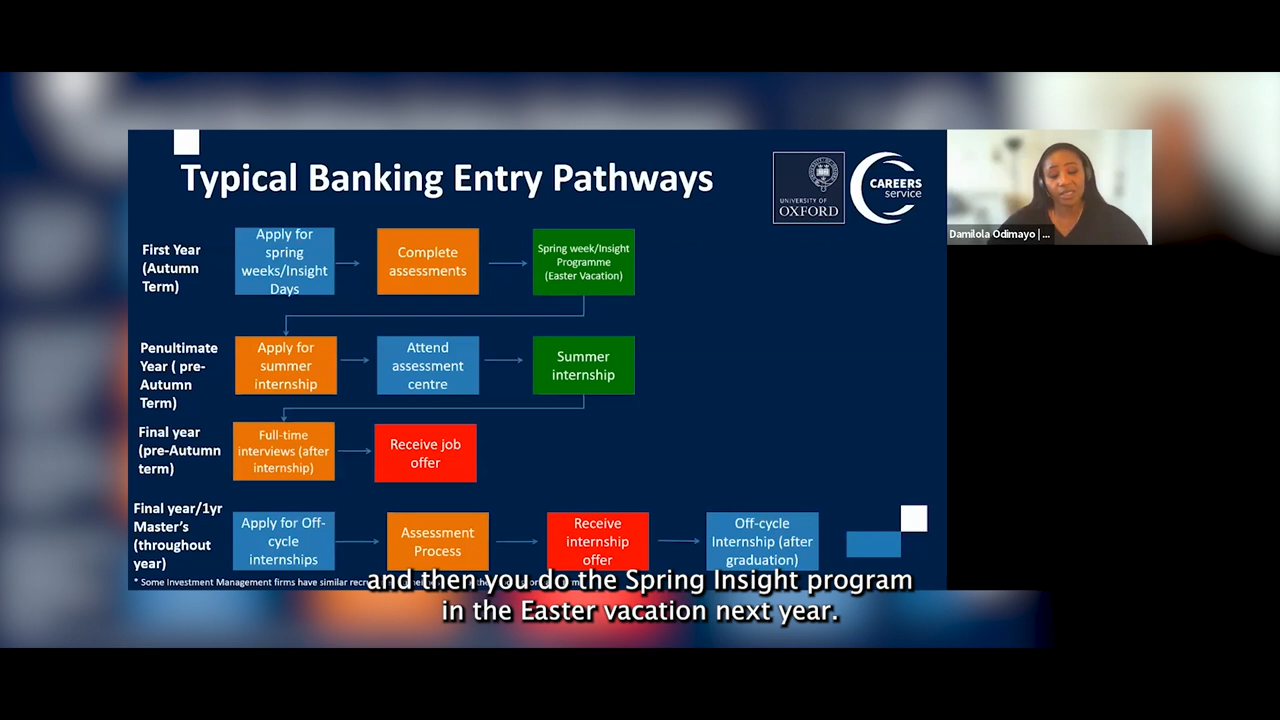 Typical Banking Entry Pathways
UNIVERSITY OF
OXFORD
CAREERS
service
Damilola Odimayo | ...
First Year
(Autumn
Term)
Apply for
spring
weeks/Insight
Days
Complete
assessments
Spring week/Insight
Programme
(Easter Vacation)
Penultimate
Year ( pre-
Autumn
Term)
Apply for
summer
internship
Attend
assessment
centre
Summer
internship
Final year
(pre-Autumn
term)
Full-time
interviews (after
internship)
Receive job
offer
Final year/1yr
Master's
(throughout
year)
Apply for Off-
cycle
internships
Assessment
Process
Receive
internship
offer
Off-cycle
Internship (after
graduation)
* Some Investment Management firms have similar
and then you do the Spring Insight program
in the Easter vacation next year.